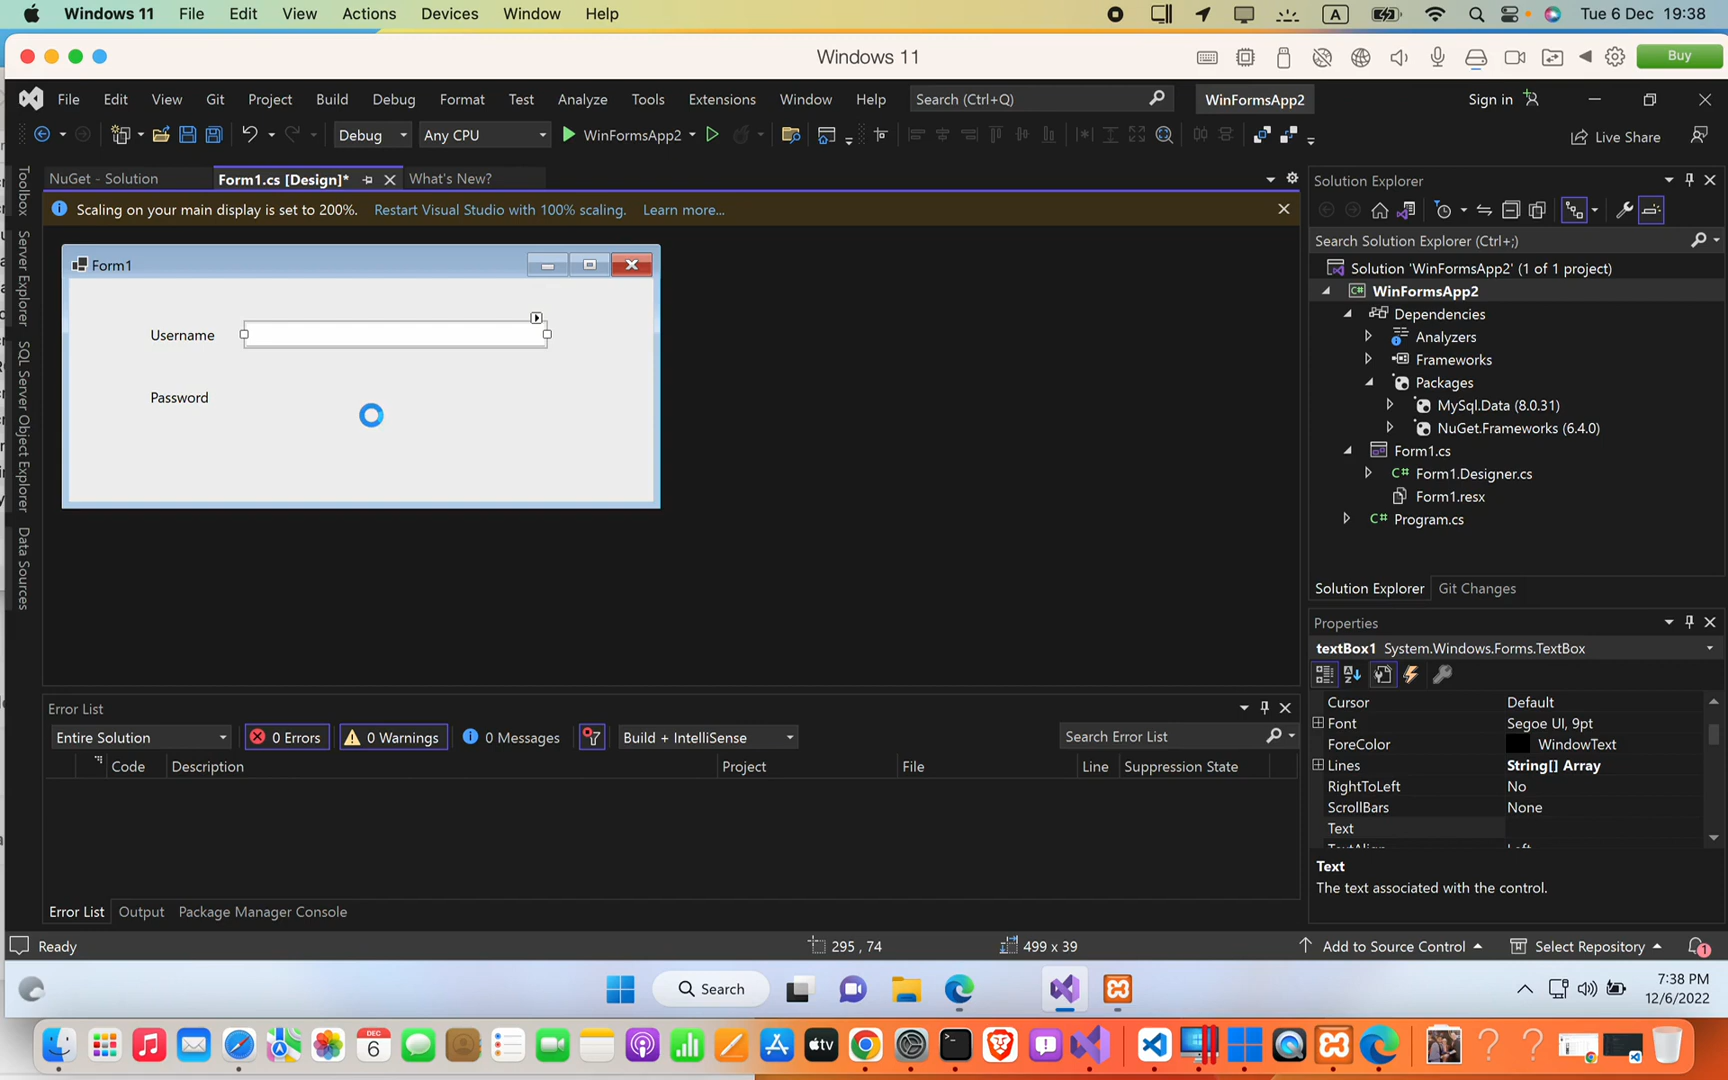 Windows 11 File Edit View Actions Devices Window Help A Tue 6 Dec 19:38
Windows 11 Buy
File Edit View Git Project Build Debug Format Test Analyze Tools Extensions Window Help Search (Ctrl+Q) WinFormsApp2 Sign in
Debug Any CPU WinFormsApp2 Live Share
NuGet - Solution Form1.cs [Design]* What's New?
Scaling on your main display is set to 200%. Restart Visual Studio with 100% scaling. Learn more...
Toolbox
Server Explorer
SQL Server Object Explorer
Data Sources
Form1
Username
Password
Solution Explorer
Search Solution Explorer (Ctrl+;)
Solution 'WinFormsApp2' (1 of 1 project)
C# WinFormsApp2
Dependencies
Analyzers
Frameworks
Packages
MySql.Data (8.0.31)
NuGet.Frameworks (6.4.0)
Form1.cs
C# Form1.Designer.cs
Form1.resx
C# Program.cs
Solution Explorer Git Changes
Properties
textBox1 System.Windows.Forms.TextBox
Cursor Default
Font Segoe UI, 9pt
ForeColor WindowText
Lines String[] Array
RightToLeft No
ScrollBars None
Text
TextAlign Left
Text
The text associated with the control.
Error List
Entire Solution 0 Errors 0 Warnings 0 Messages Build + IntelliSense Search Error List
Code Description Project File Line Suppression State
Error List Output Package Manager Console
Ready 295 , 74 499 x 39 Add to Source Control Select Repository 1
Search 7:38 PM
12/6/2022
DEC
6
tv